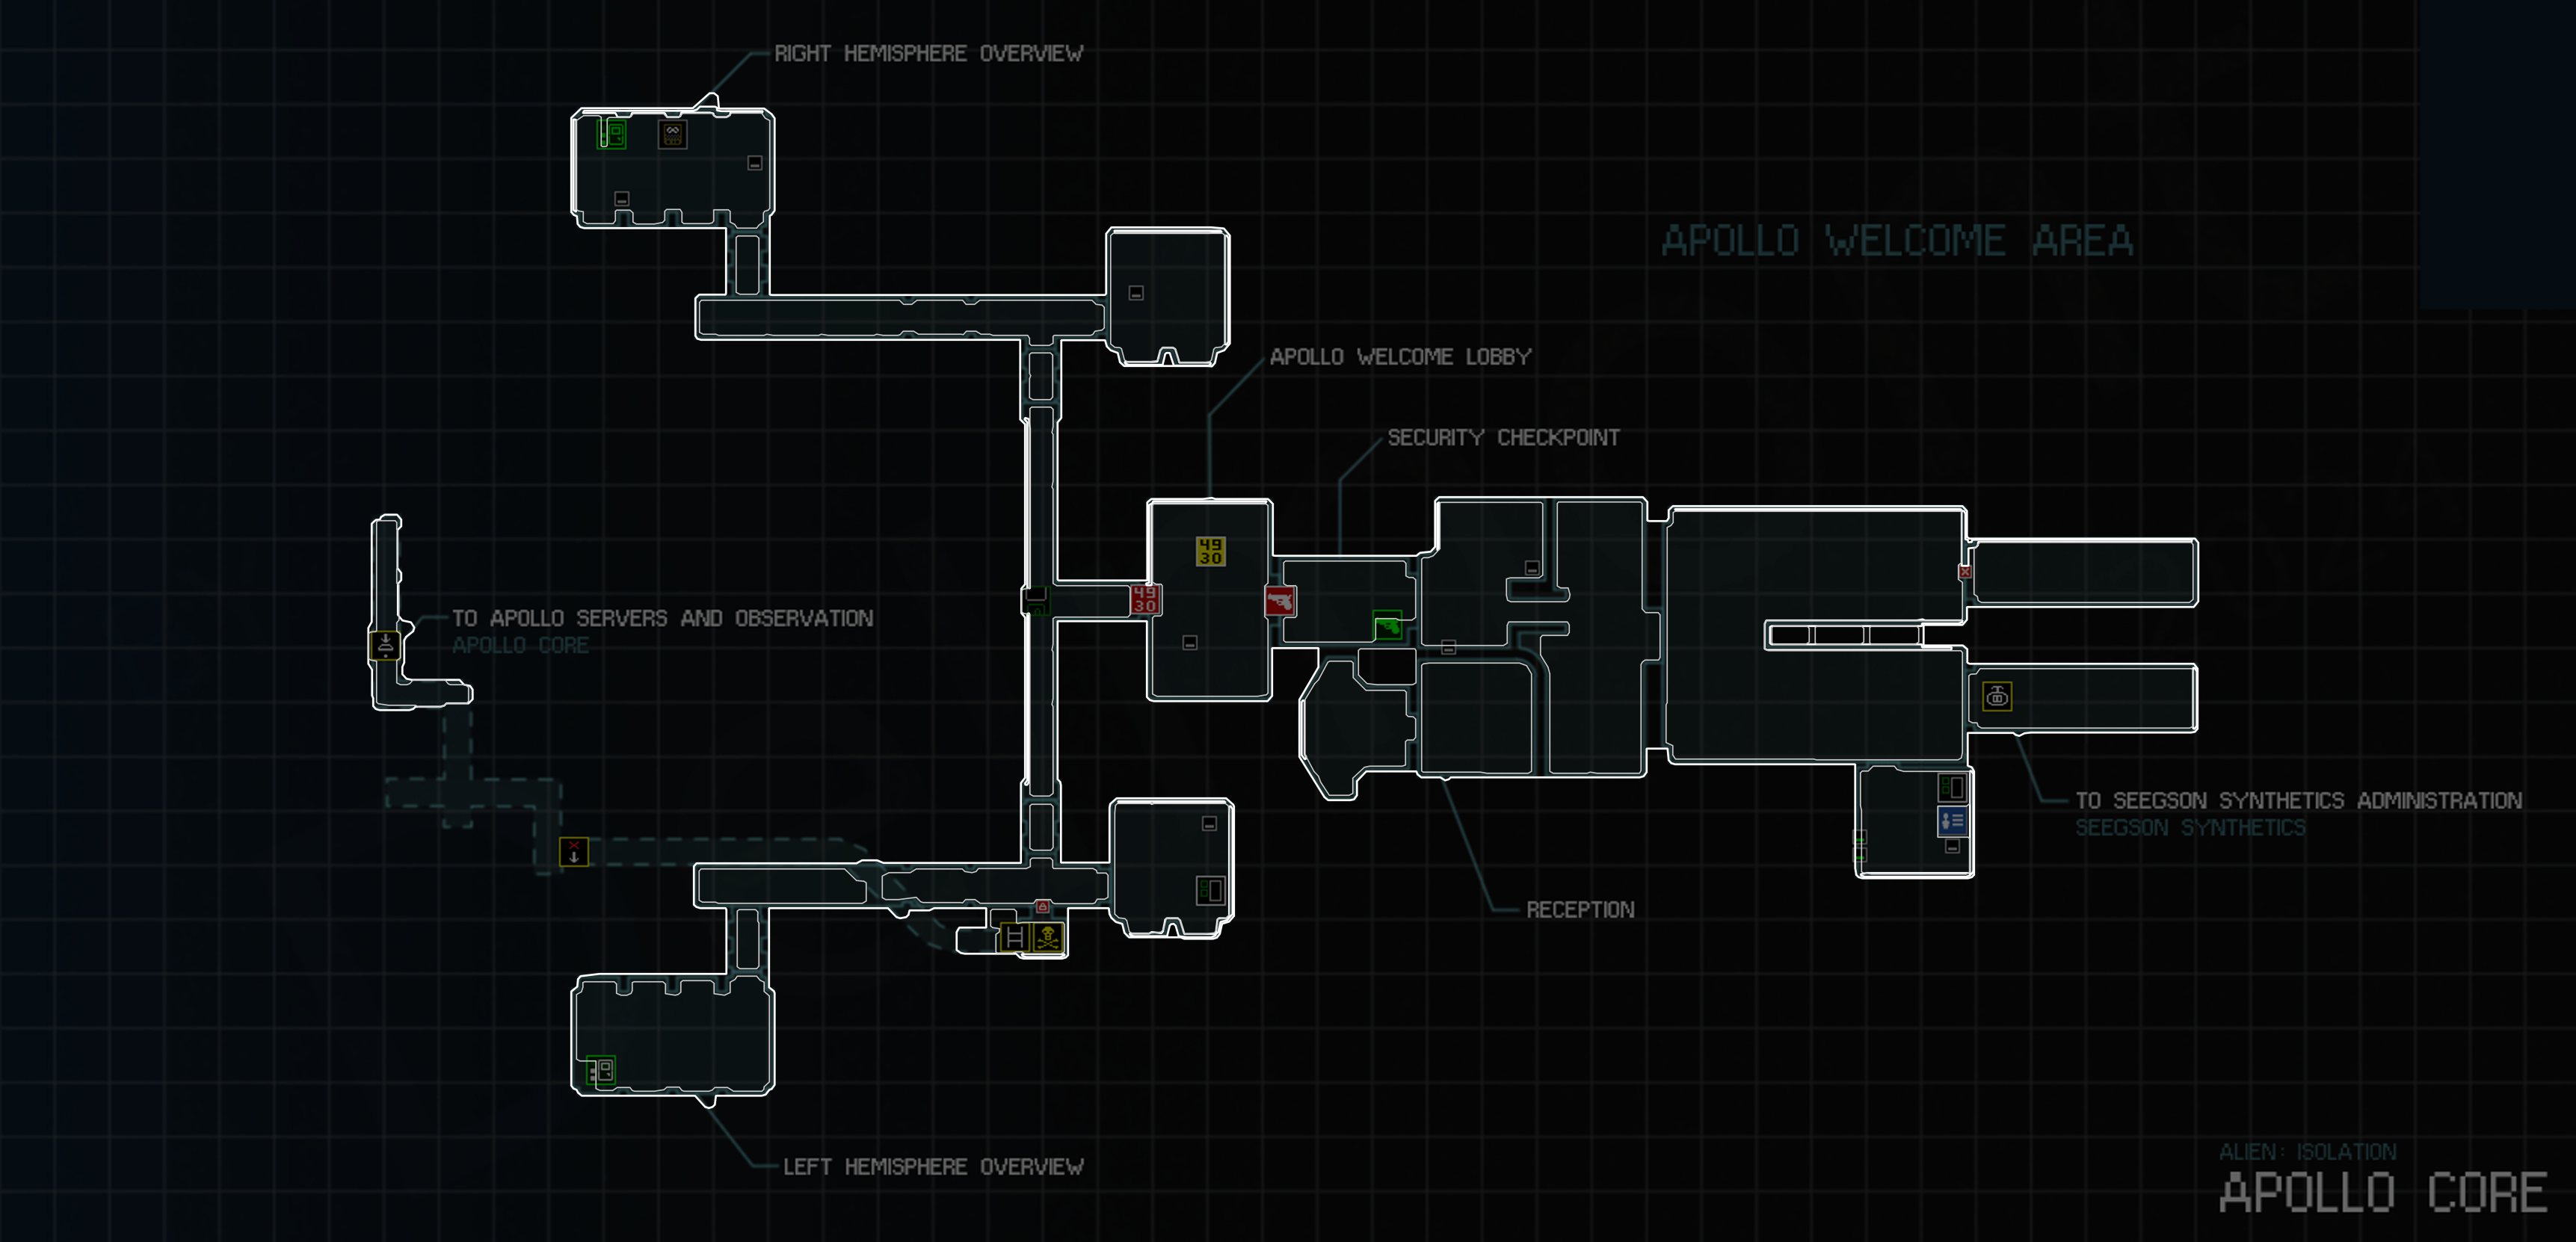 RIGHT HEMISPHERE OVERVIEW
APOLLO WELCOME AREA
APOLLO WELCOME LOBBY
SECURITY CHECKPOINT
49
30
49
30
TO APOLLO SERVERS AND OBSERVATION
APOLLO CORE
TO SEEGSON SYNTHETICS ADMINISTRATION
SEEGSON SYNTHETICS
RECEPTION
LEFT HEMISPHERE OVERVIEW
ALIEN: ISOLATION
APOLLO CORE